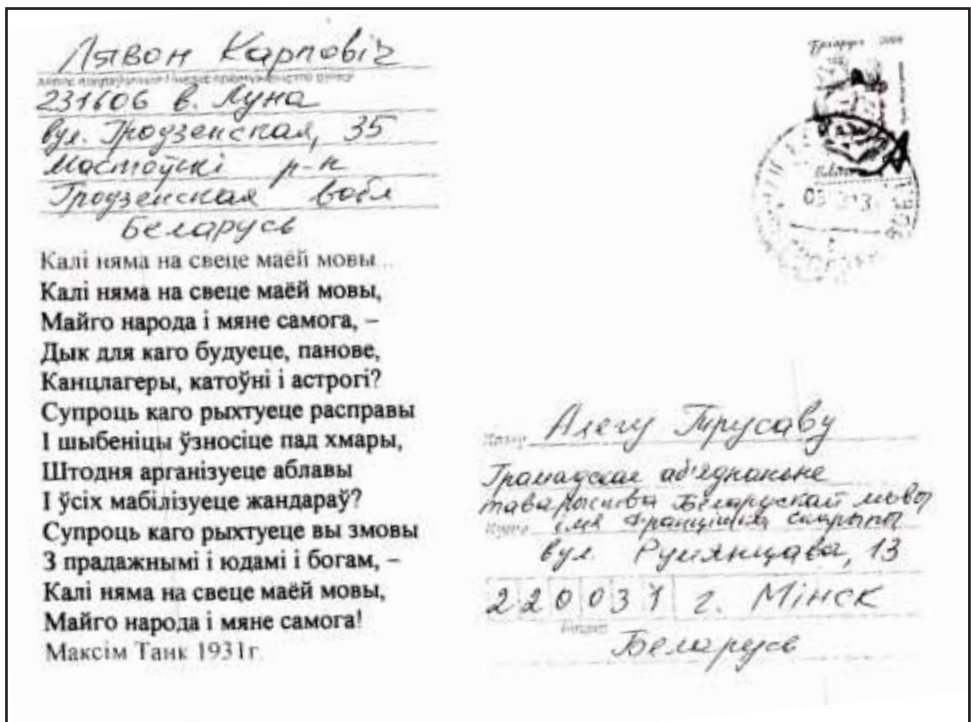 Лявон Карповіч
231606 в. Луна
вул. Гродзенская, 35
Мастоўскі р-н
Гродзенская вобл
Беларусь
Калі няма на свеце маёй мовы...
Калі няма на свеце маёй мовы,
Майго народа і мяне самога, –
Дык для каго будуеце, панове,
Канцлагеры, катоўні і астрогі?
Супроць каго рыхтуеце расправы
І шыбеніцы ўзносіце пад хмары,
Штодня арганізуеце аблавы
І ўсіх мабілізуеце жандараў?
Супроць каго рыхтуеце вы змовы
З прадажнымі і юдамі і богам, –
Калі няма на свеце маёй мовы,
Майго народа і мяне самога!
Максім Танк 1931г.
Беларусь
Алегу Трусаву
Грамадскае аб'яднаньне
таварыства Беларускай мовы
імя Францішка Скарыны
вул. Румянцава, 13
220031 г. Мінск
Беларусь